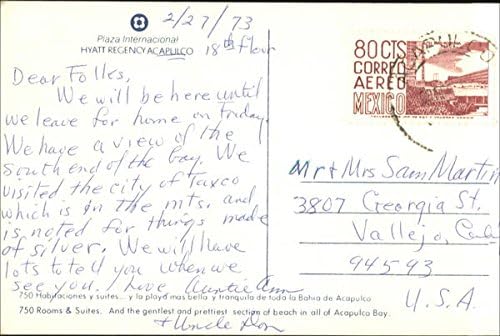 2/27/73
Plaza Internacional
HYATT REGENCY ACAPULCO
18th Floor
Dear Folks,
We will be here until
we leave for home on Friday.
We have a view of the
south end of the bay. We
visited the city of Taxco
which is in the mts. and
is noted for things made
of silver. We will have
lots to tell you when we
see you. Love Auntie Ann
+ Uncle Don
750 Habitaciones y suites... y la playa mas bella y tranquila de toda la Bahia de Acapulco
750 Rooms & Suites. And the gentlest and prettiest section of beach in all of Acapulco Bay.
80 CTS
CORREO
AEREO
MEXICO
ACAPULCO
Mr + Mrs Sam Martin
3807 Georgia St.
Vallejo, Calif
94593
U.S.A.